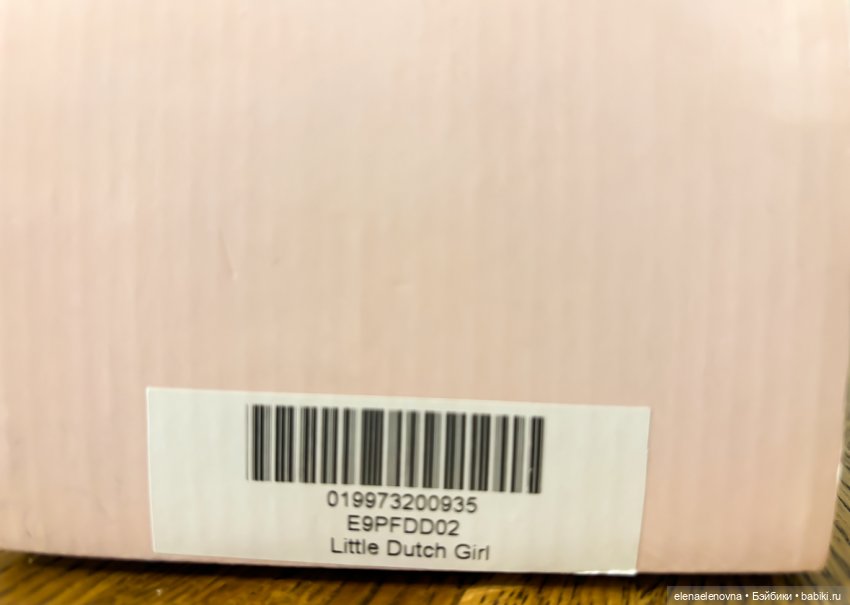 019973200935
E9PFDD02
Little Dutch Girl
elenaelenovna • Бэйбики • babiki.ru